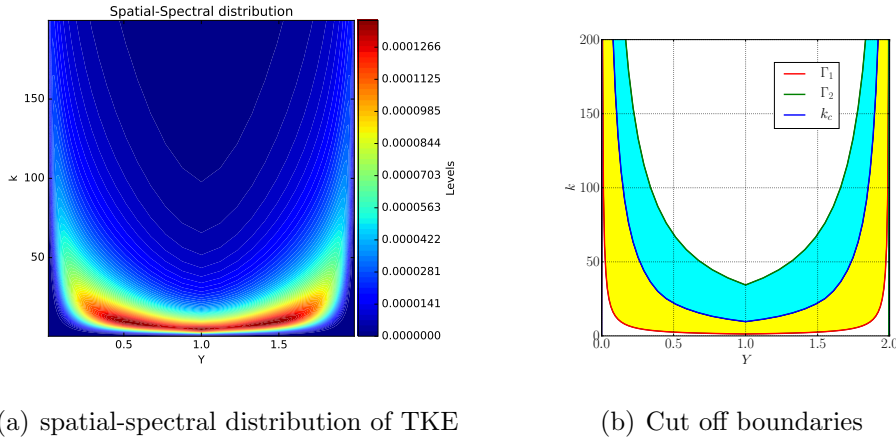 Spatial-Spectral distribution
k
150
100
50
0.5
1.0
1.5
Y
0.0001266
0.0001125
0.0000985
0.0000844
0.0000703
0.0000563
0.0000422
0.0000281
0.0000141
0.0000000
Levels
200
150
100
50
0
k
0.0
0.5
1.0
1.5
2.0
Y
Γ₁
Γ₂
k_c
a) spatial-spectral distribution of TKE
(b) Cut off boundaries